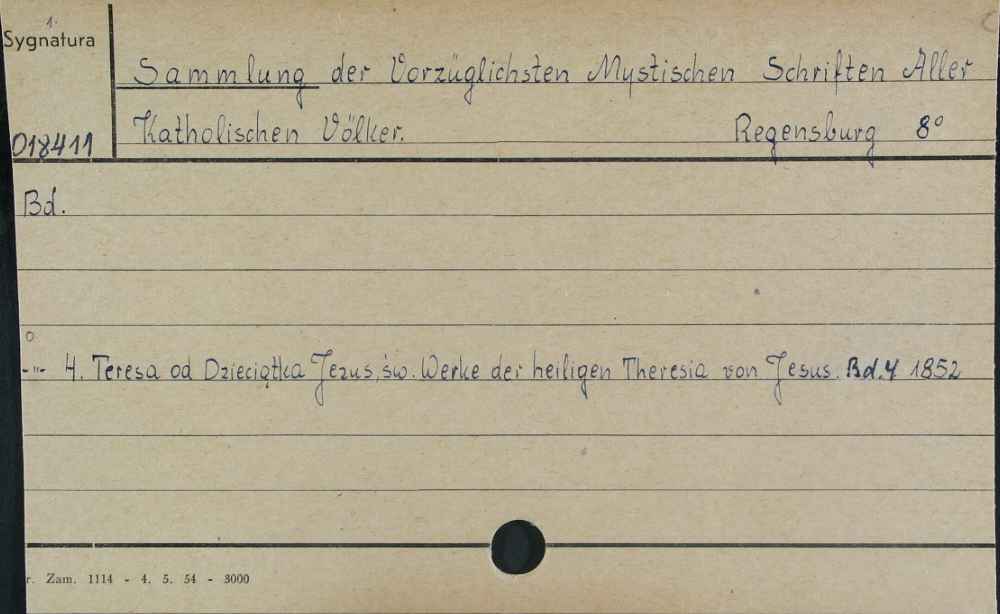 1.
Sygnatura
Sammlung der Vorzüglichsten Mystischen Schriften Aller
018411 Katholischen Völker. Regensburg 8°
Bd.
o
-"- 4. Teresa od Dzieciątka Jezus, św. Werke der heiligen Theresia von Jesus. Bd. 4 1852
r. Zam. 1114 - 4. 5. 54 - 3000